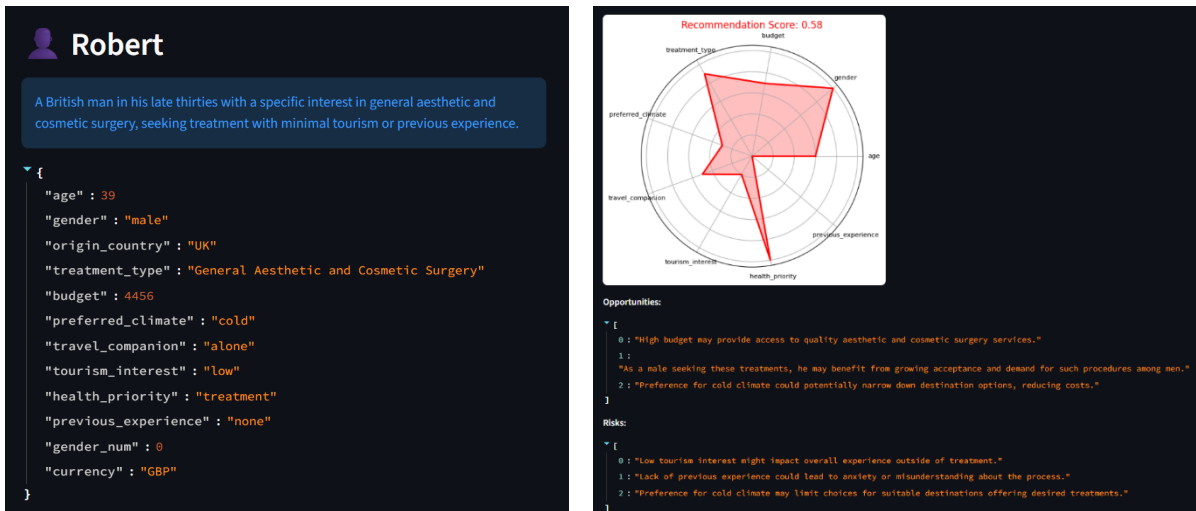 Robert
A British man in his late thirties with a specific interest in general aesthetic and
cosmetic surgery, seeking treatment with minimal tourism or previous experience.
{
"age" : 39
"gender" : "male"
"origin_country" : "UK"
"treatment_type" : "General Aesthetic and Cosmetic Surgery"
"budget" : 4456
"preferred_climate" : "cold"
"travel_companion" : "alone"
"tourism_interest" : "low"
"health_priority" : "treatment"
"previous_experience" : "none"
"gender_num" : 0
"currency" : "GBP"
}
Recommendation Score: 0.58
budget
treatment_type
gender
preferred_climate
age
travel_companion
previous_experience
tourism_interest
health_priority
Opportunities:
[
0 : "High budget may provide access to quality aesthetic and cosmetic surgery services."
1 :
"As a male seeking these treatments, he may benefit from growing acceptance and demand for such procedures among men."
2 : "Preference for cold climate could potentially narrow down destination options, reducing costs."
]
Risks:
[
0 : "Low tourism interest might impact overall experience outside of treatment."
1 : "Lack of previous experience could lead to anxiety or misunderstanding about the process."
2 : "Preference for cold climate may limit choices for suitable destinations offering desired treatments."
]